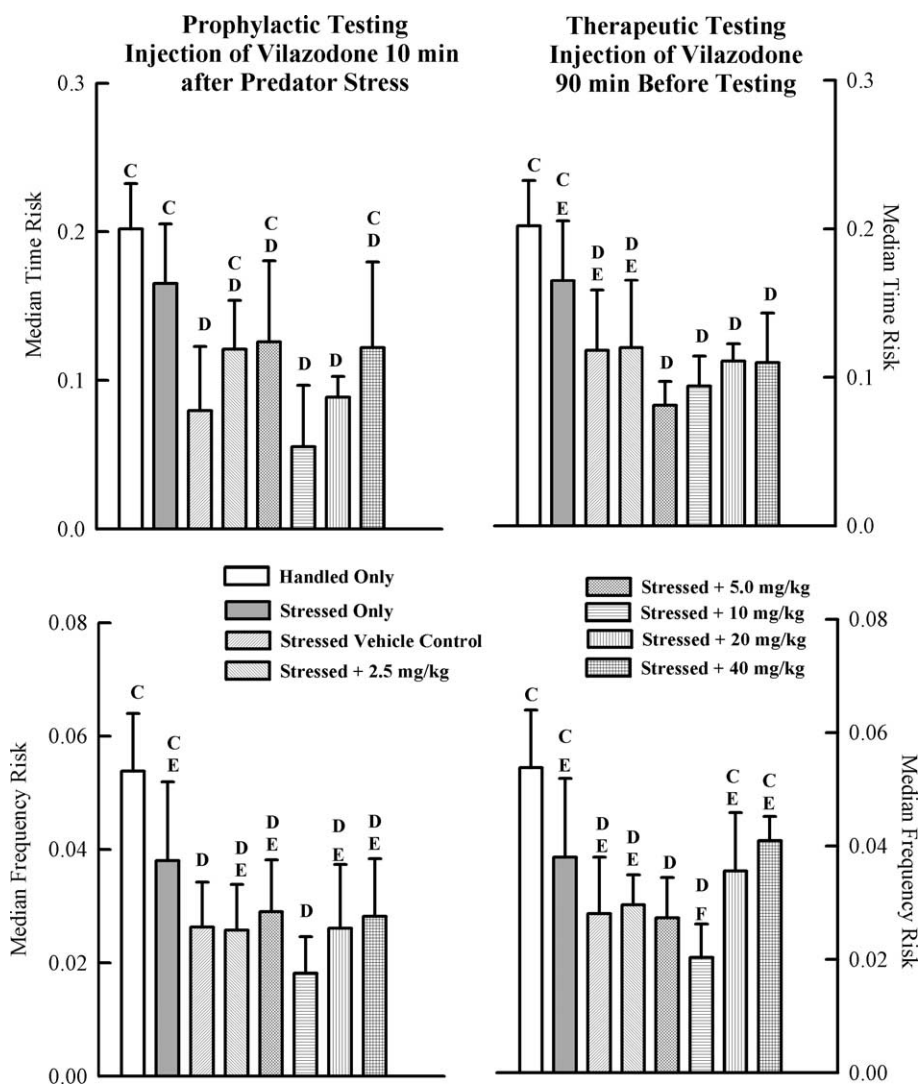 Prophylactic Testing
Injection of Vilazodone 10 min
after Predator Stress
Therapeutic Testing
Injection of Vilazodone
90 min Before Testing
0.3
0.2
0.1
0.0
Median Time Risk
C
C
D
C
D
C
D
D
D
C
D
C
C
E
D
E
D
E
D
D
D
D
0.3
0.2
0.1
0.0
Median Time Risk
Handled Only
Stressed Only
Stressed Vehicle Control
Stressed + 2.5 mg/kg
Stressed + 5.0 mg/kg
Stressed + 10 mg/kg
Stressed + 20 mg/kg
Stressed + 40 mg/kg
0.08
0.06
0.04
0.02
0.00
Median Frequency Risk
C
C
E
D
D
E
D
E
D
D
E
D
E
C
C
E
D
E
D
E
D
D
F
C
E
C
E
0.08
0.06
0.04
0.02
0.00
Median Frequency Risk